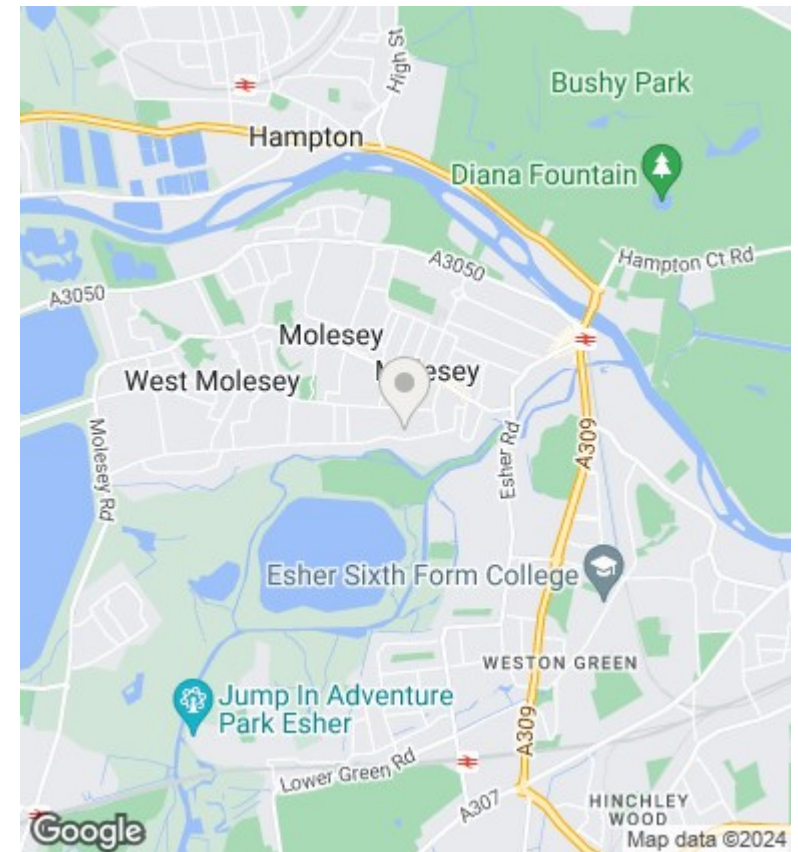 High St
Bushy Park
Hampton
Diana Fountain
Hampton Ct Rd
A3050
A3050
Molesey
West Molesey
Molesey Rd
Esher Rd
A309
Esher Sixth Form College
WESTON GREEN
Jump In Adventure
Park Esher
A309
Lower Green Rd
A307
HINCHLEY
WOOD
Google
Map data ©2024